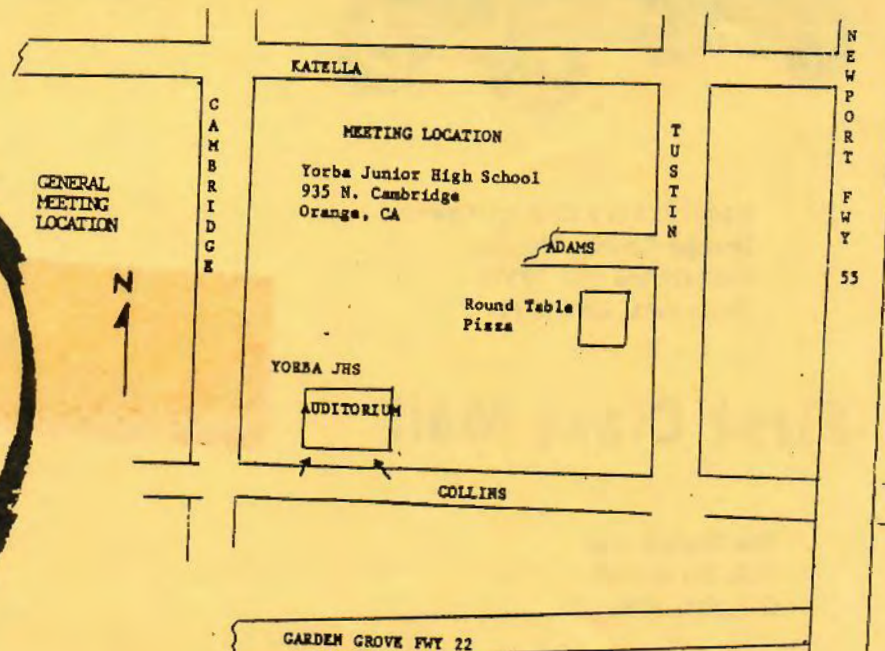 KATELLA
CAMBRIDGE
MEETING LOCATION
Yorba Junior High School
935 N. Cambridge
Orange, CA
TUSTIN
NEWPORT FWY 55
GENERAL
MEETING
LOCATION
ADAMS
N
Round Table
Pizza
YORBA JHS
AUDITORIUM
COLLINS
GARDEN GROVE FWY 22